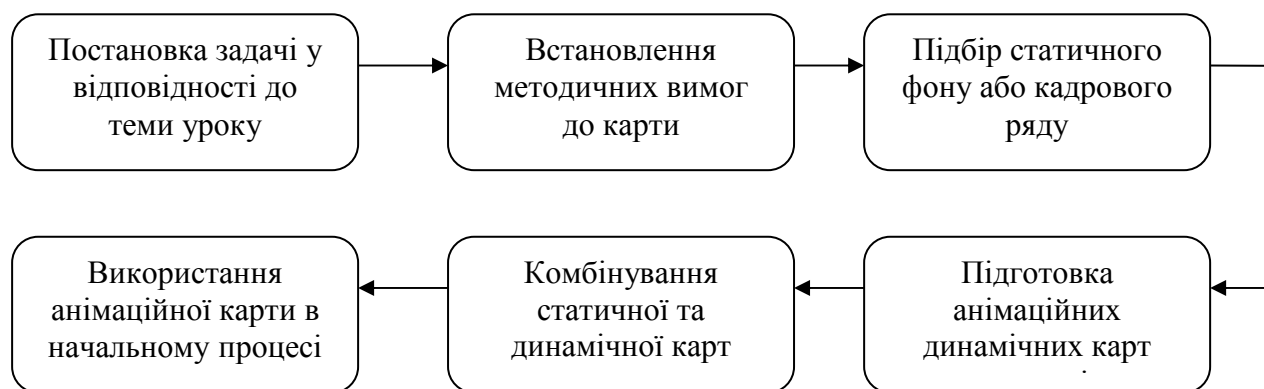 Постановка задачі у
відповідності до
теми уроку
Встановлення
методичних вимог
до карти
Підбір статичного
фону або кадрового
ряду
Підготовка
анімаційних
динамічних карт
Комбінування
статичної та
динамічної карт
Використання
анімаційної карти в
начальному процесі